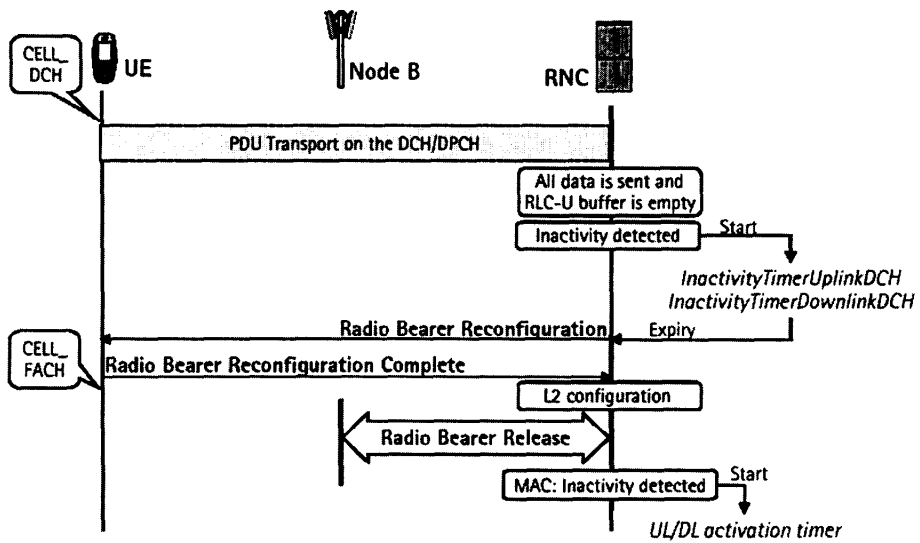 CELL_
DCH
UE
Node B
RNC
PDU Transport on the DCH/DPCH
All data is sent and
RLC-U buffer is empty
Inactivity detected
Start
InactivityTimerUplinkDCH
InactivityTimerDownlinkDCH
Radio Bearer Reconfiguration
Expiry
CELL_
FACH
Radio Bearer Reconfiguration Complete
L2 configuration
Radio Bearer Release
MAC: Inactivity detected
Start
UL/DL activation timer